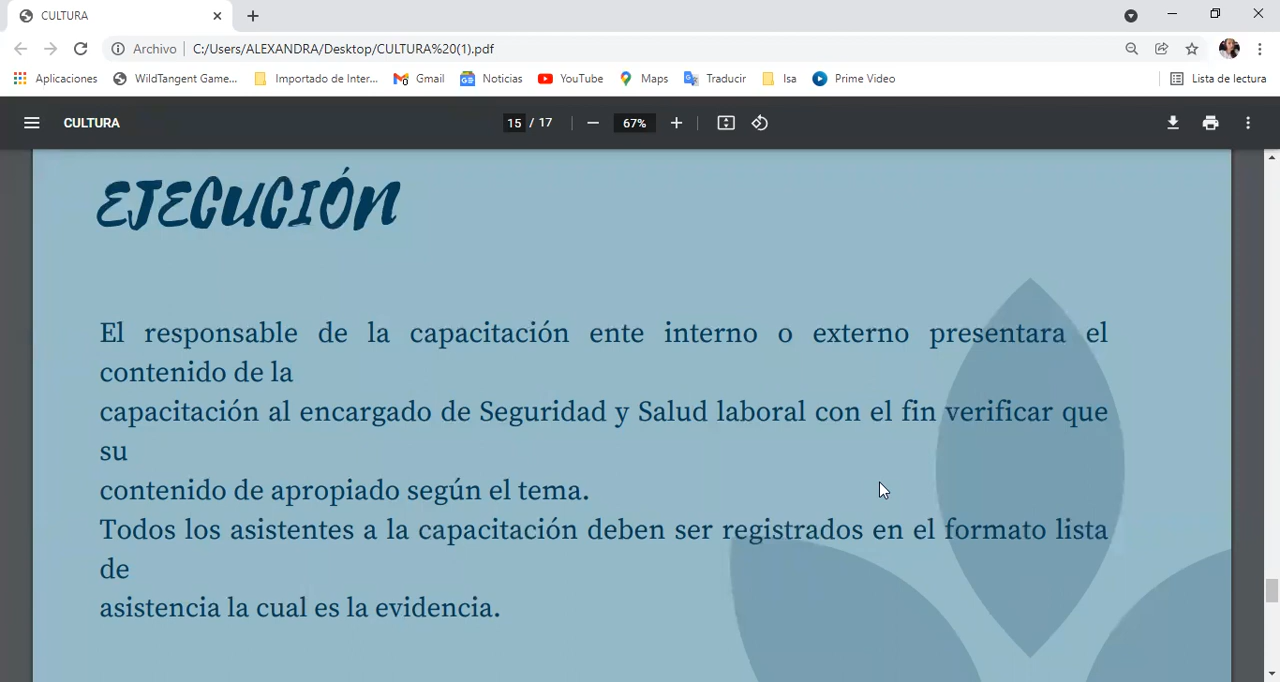 CULTURA
Archivo | C:/Users/ALEXANDRA/Desktop/CULTURA%20(1).pdf
Aplicaciones WildTangent Game... Importado de Inter... Gmail Noticias YouTube Maps Traducir Isa Prime Video Lista de lectura
CULTURA 15 / 17 67%
EJECUCIÓN
El responsable de la capacitación ente interno o externo presentara el
contenido de la
capacitación al encargado de Seguridad y Salud laboral con el fin verificar que
su
contenido de apropiado según el tema.
Todos los asistentes a la capacitación deben ser registrados en el formato lista
de
asistencia la cual es la evidencia.